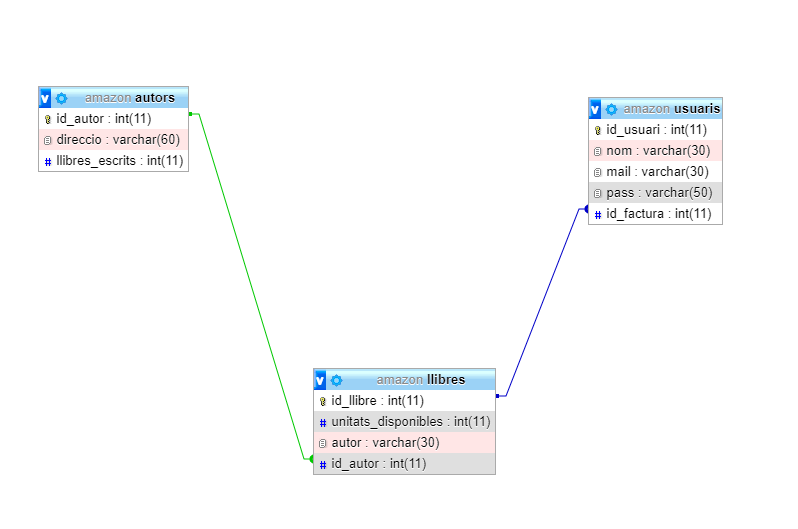 v amazon autors
id_autor : int(11)
direccio : varchar(60)
# llibres_escrits : int(11)
v amazon usuaris
id_usuari : int(11)
nom : varchar(30)
mail : varchar(30)
pass : varchar(50)
# id_factura : int(11)
v amazon llibres
id_llibre : int(11)
# unitats_disponibles : int(11)
autor : varchar(30)
# id_autor : int(11)